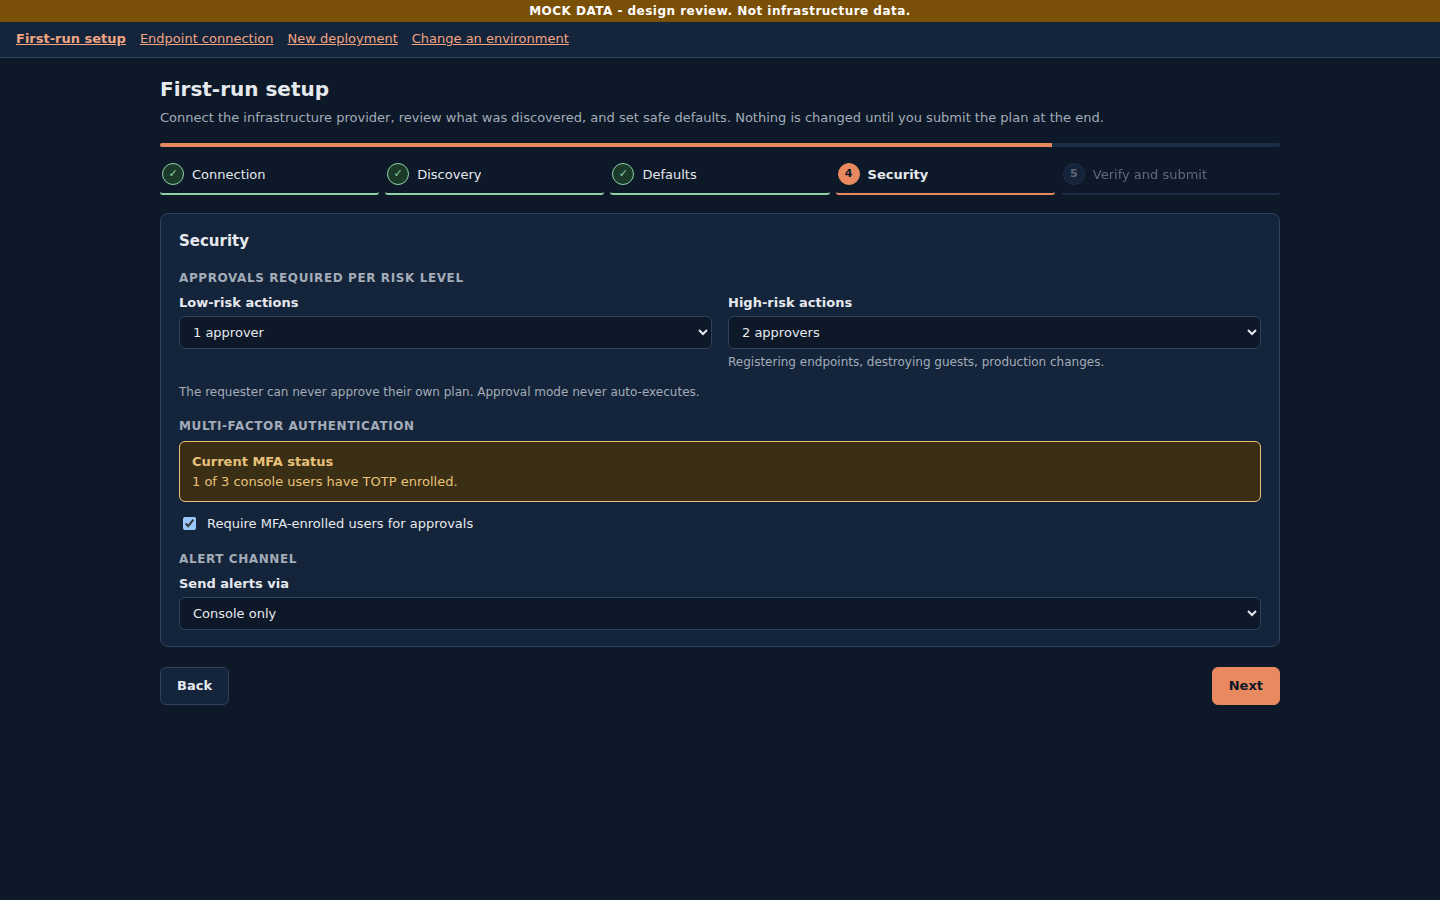 MOCK DATA - design review. Not infrastructure data.
First-run setup Endpoint connection New deployment Change an environment
First-run setup
Connect the infrastructure provider, review what was discovered, and set safe defaults. Nothing is changed until you submit the plan at the end.
✓ Connection ✓ Discovery ✓ Defaults 4 Security 5 Verify and submit
Security
APPROVALS REQUIRED PER RISK LEVEL
Low-risk actions High-risk actions
1 approver 2 approvers
Registering endpoints, destroying guests, production changes.
The requester can never approve their own plan. Approval mode never auto-executes.
MULTI-FACTOR AUTHENTICATION
Current MFA status
1 of 3 console users have TOTP enrolled.
Require MFA-enrolled users for approvals
ALERT CHANNEL
Send alerts via
Console only
Back Next